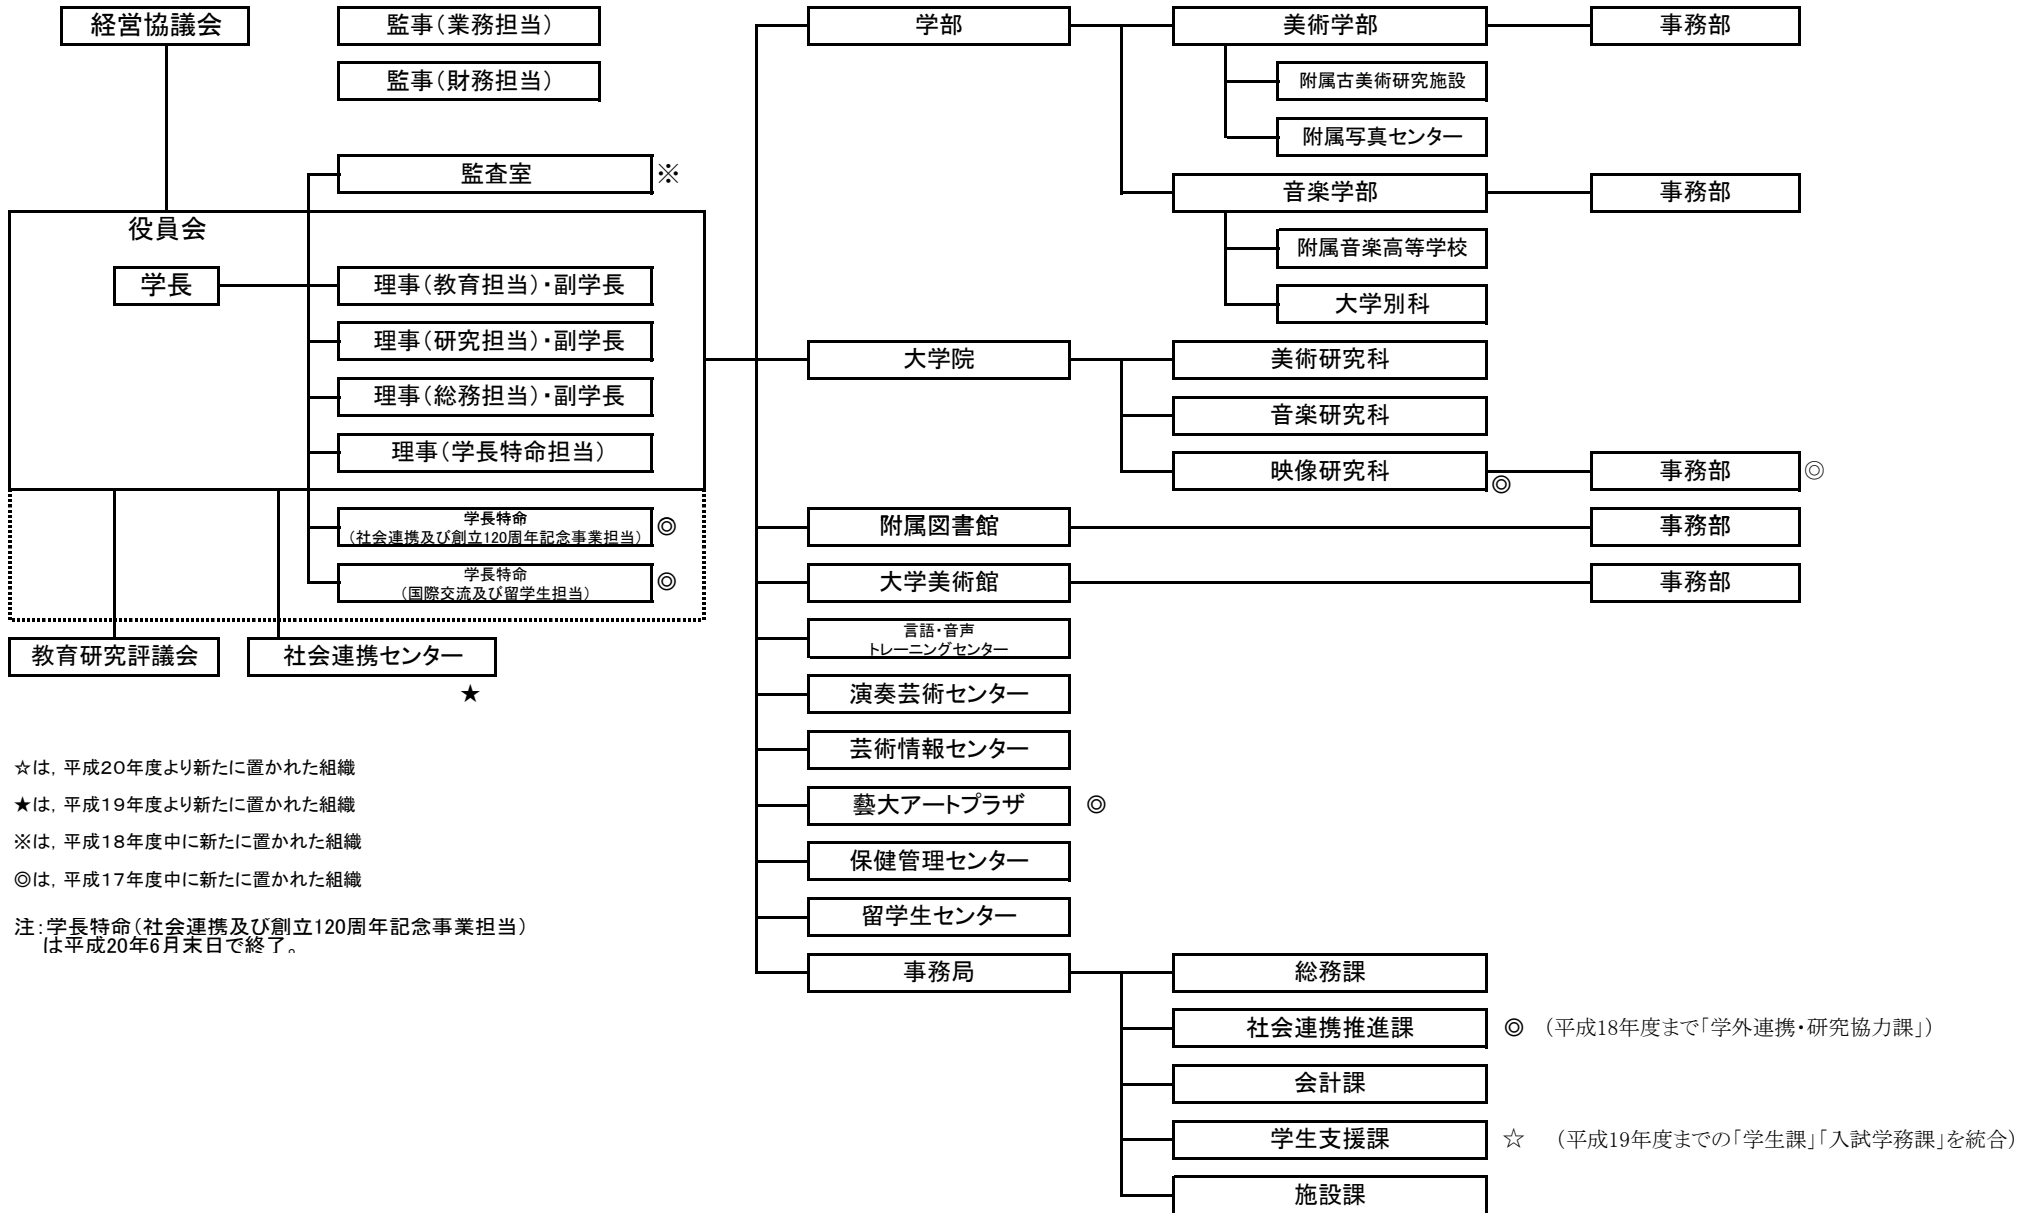 経営協議会
監事(業務担当)
監事(財務担当)
監査室 ※
役員会
学長
理事(教育担当)・副学長
理事(研究担当)・副学長
理事(総務担当)・副学長
理事(学長特命担当)
学長特命
(社会連携及び創立120周年記念事業担当) ◎
学長特命
(国際交流及び留学生担当) ◎
教育研究評議会
社会連携センター
★
☆は,平成20年度より新たに置かれた組織
★は,平成19年度より新たに置かれた組織
※は,平成18年度中に新たに置かれた組織
◎は,平成17年度中に新たに置かれた組織
注:学長特命(社会連携及び創立120周年記念事業担当)
は平成20年6月末日で終了。
学部
美術学部
事務部
附属古美術研究施設
附属写真センター
音楽学部
事務部
附属音楽高等学校
大学別科
大学院
美術研究科
音楽研究科
映像研究科 ◎
事務部 ◎
附属図書館
事務部
大学美術館
事務部
言語・音声
トレーニングセンター
演奏芸術センター
芸術情報センター
藝大アートプラザ ◎
保健管理センター
留学生センター
事務局
総務課
社会連携推進課 ◎ (平成18年度まで「学外連携・研究協力課」)
会計課
学生支援課 ☆ (平成19年度までの「学生課」「入試学務課」を統合)
施設課